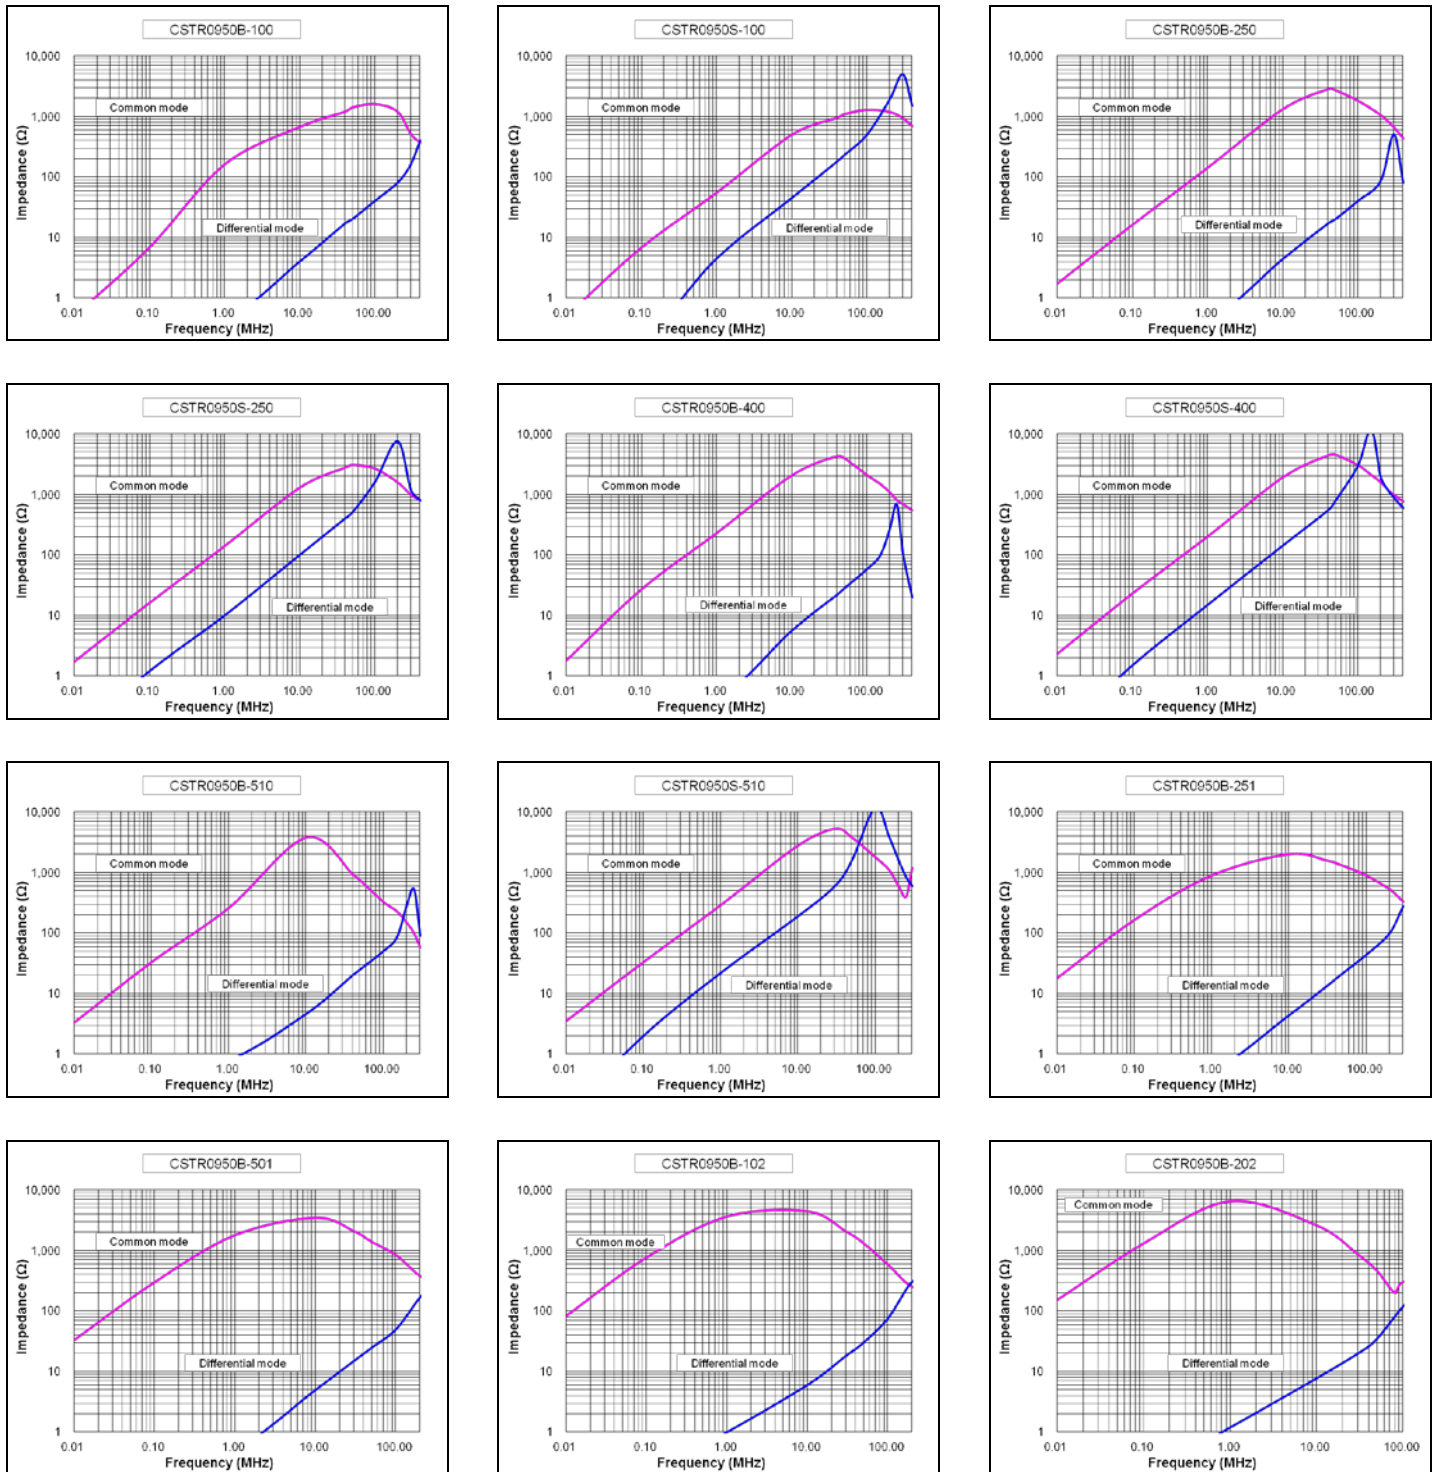 CSTR0950B-100
10,000
1,000
100
10
1
Impedance (Ω)
Common mode
Differential mode
0.01 0.10 1.00 10.00 100.00
Frequency (MHz)
CSTR0950S-100
10,000
1,000
100
10
1
Impedance (Ω)
Common mode
Differential mode
0.01 0.10 1.00 10.00 100.00
Frequency (MHz)
CSTR0950B-250
10,000
1,000
100
10
1
Impedance (Ω)
Common mode
Differential mode
0.01 0.10 1.00 10.00 100.00
Frequency (MHz)
CSTR0950S-250
10,000
1,000
100
10
1
Impedance (Ω)
Common mode
Differential mode
0.01 0.10 1.00 10.00 100.00
Frequency (MHz)
CSTR0950B-400
10,000
1,000
100
10
1
Impedance (Ω)
Common mode
Differential mode
0.01 0.10 1.00 10.00 100.00
Frequency (MHz)
CSTR0950S-400
10,000
1,000
100
10
1
Impedance (Ω)
Common mode
Differential mode
0.01 0.10 1.00 10.00 100.00
Frequency (MHz)
CSTR0950B-510
10,000
1,000
100
10
1
Impedance (Ω)
Common mode
Differential mode
0.01 0.10 1.00 10.00 100.00
Frequency (MHz)
CSTR0950S-510
10,000
1,000
100
10
1
Impedance (Ω)
Common mode
Differential mode
0.01 0.10 1.00 10.00 100.00
Frequency (MHz)
CSTR0950B-251
10,000
1,000
100
10
1
Impedance (Ω)
Common mode
Differential mode
0.01 0.10 1.00 10.00 100.00
Frequency (MHz)
CSTR0950B-501
10,000
1,000
100
10
1
Impedance (Ω)
Common mode
Differential mode
0.01 0.10 1.00 10.00 100.00
Frequency (MHz)
CSTR0950B-102
10,000
1,000
100
10
1
Impedance (Ω)
Common mode
Differential mode
0.01 0.10 1.00 10.00 100.00
Frequency (MHz)
CSTR0950B-202
10,000
1,000
100
10
1
Impedance (Ω)
Common mode
Differential mode
0.01 0.10 1.00 10.00 100.00
Frequency (MHz)